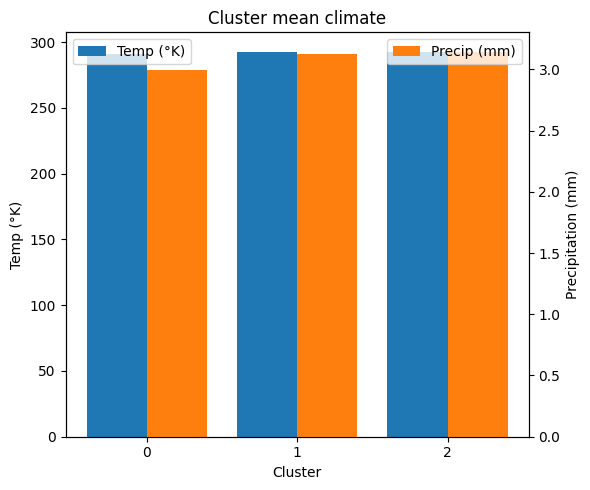 Cluster mean climate
Temp (°K)
Precip (mm)
300
250
200
150
100
50
0
Temp (°K)
3.0
2.5
2.0
1.5
1.0
0.5
0.0
Precipitation (mm)
0 1 2
Cluster